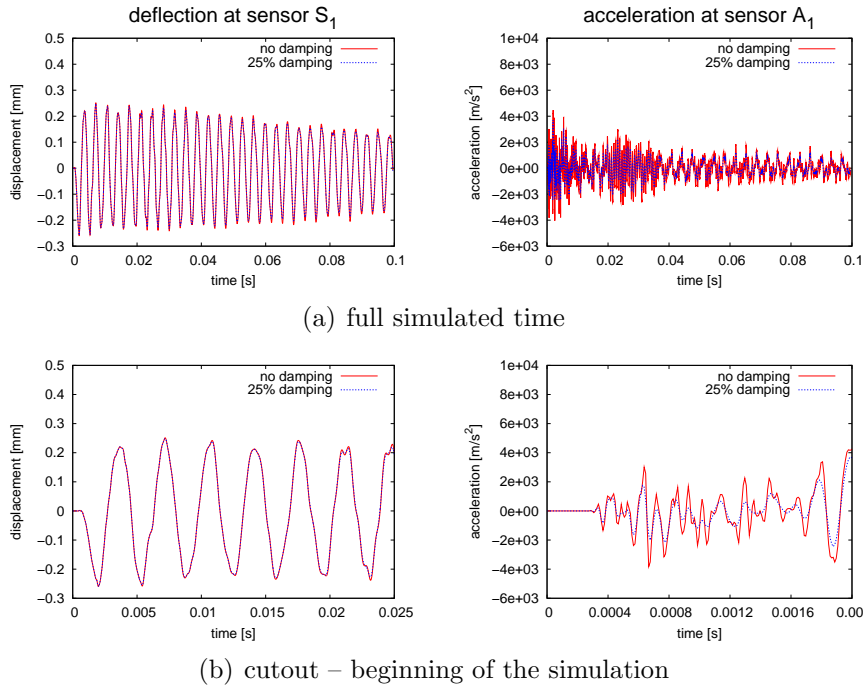 deflection at sensor S1
acceleration at sensor A1
no damping
25% damping
displacement [mm]
0.5
0.4
0.3
0.2
0.1
0
−0.1
−0.2
−0.3
0 0.02 0.04 0.06 0.08 0.1
time [s]
no damping
25% damping
acceleration [m/s²]
1e+04
8e+03
6e+03
4e+03
2e+03
0e+00
−2e+03
−4e+03
−6e+03
0 0.02 0.04 0.06 0.08 0.1
time [s]
(a) full simulated time
no damping
25% damping
displacement [mm]
0.5
0.4
0.3
0.2
0.1
0
−0.1
−0.2
−0.3
0 0.005 0.01 0.015 0.02 0.025
time [s]
no damping
25% damping
acceleration [m/s²]
1e+04
8e+03
6e+03
4e+03
2e+03
0e+00
−2e+03
−4e+03
−6e+03
0 0.0004 0.0008 0.0012 0.0016 0.00
time [s]
(b) cutout – beginning of the simulation